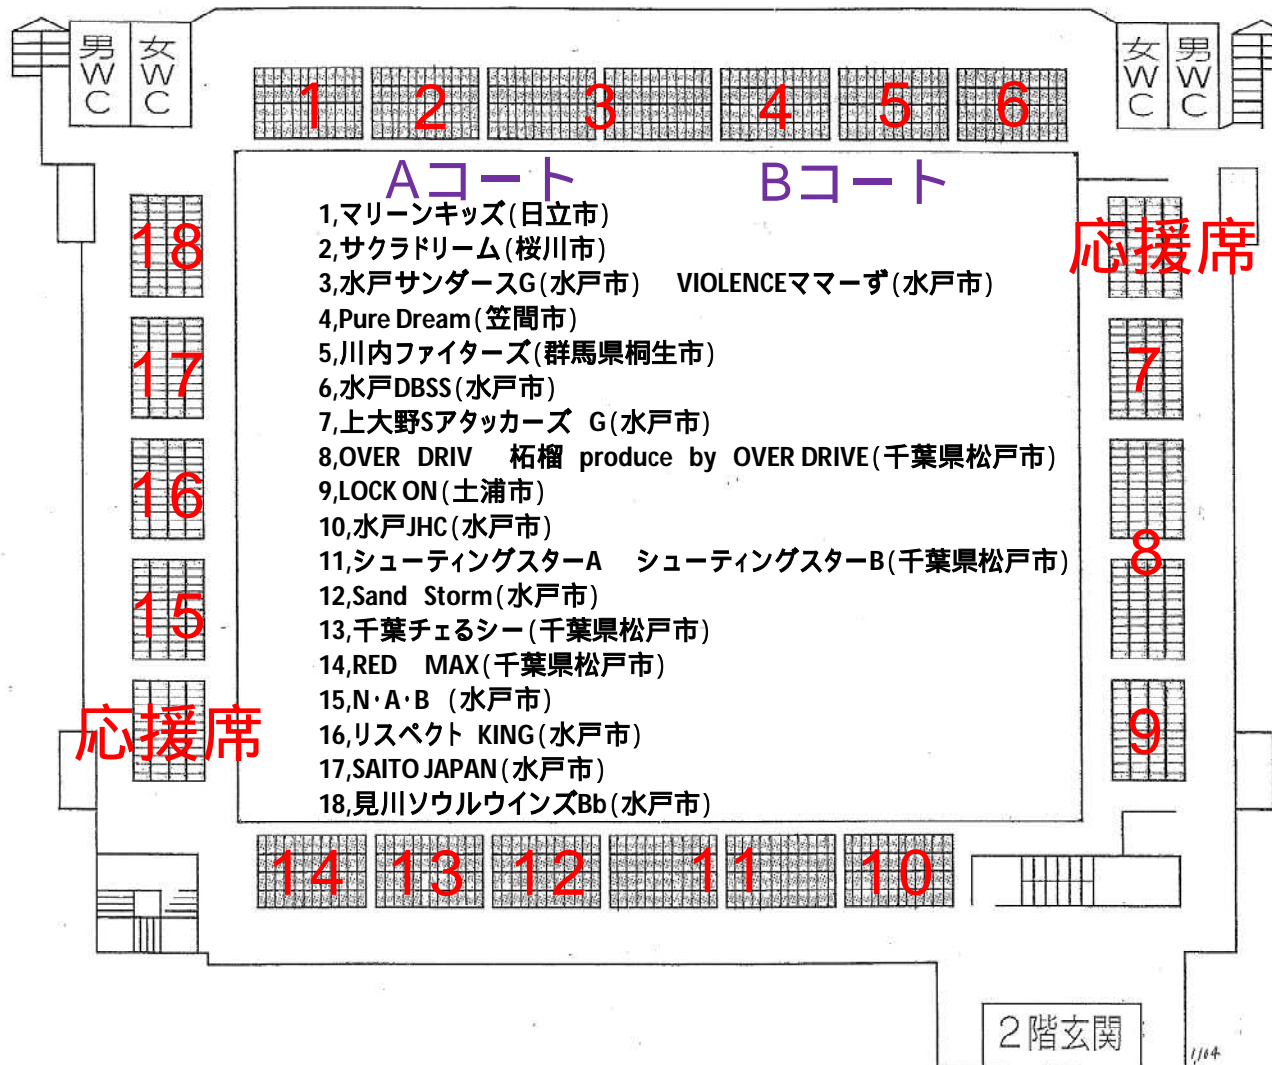 男WC 女WC 女WC 男WC
1 2 3 4 5 6
Aコート Bコート
1,マリーンキッズ(日立市)
2,サクラドリーム(桜川市)
3,水戸サンダースG(水戸市) VIOLENCEママーず(水戸市)
4,Pure Dream(笠間市)
5,川内ファイターズ(群馬県桐生市)
6,水戸DBSS(水戸市)
7,上大野Sアタッカーズ G(水戸市)
8,OVER DRIV 柘榴 produce by OVER DRIVE(千葉県松戸市)
9,LOCK ON(土浦市)
10,水戸JHC(水戸市)
11,シューティングスターA シューティングスターB(千葉県松戸市)
12,Sand Storm(水戸市)
13,千葉チェるシー(千葉県松戸市)
14,RED MAX(千葉県松戸市)
15,N・A・B (水戸市)
16,リスペクト KING(水戸市)
17,SAITO JAPAN(水戸市)
18,見川ソウルウインズBb(水戸市)
18
17
16
15
応援席
応援席
7
8
9
14 13 12 11 10
2階玄関
1104